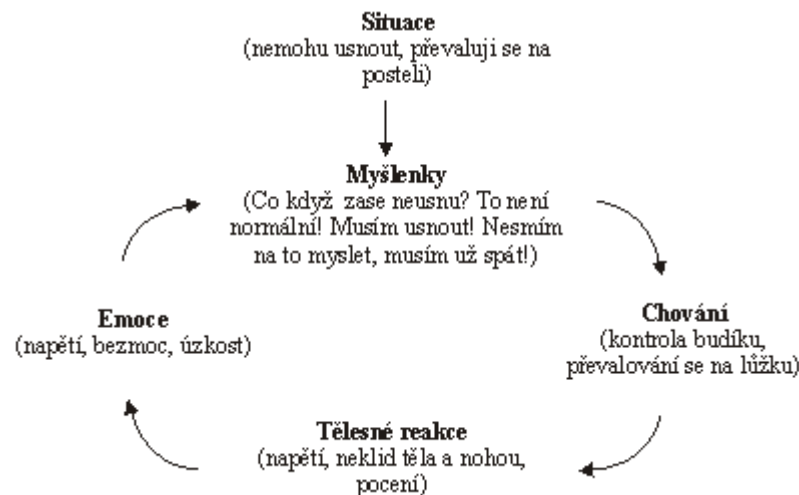 Situace
(nemohu usnout, převaluji se na
posteli)
Myšlenky
(Co když zase neusnu? To není
normální! Musím usnout! Nesmím
na to myslet, musím už spát!)
Emoce
(napětí, bezmoc, úzkost)
Chování
(kontrola budíku,
převalování se na lůžku)
Tělesné reakce
(napětí, neklid těla a nohou,
pocení)